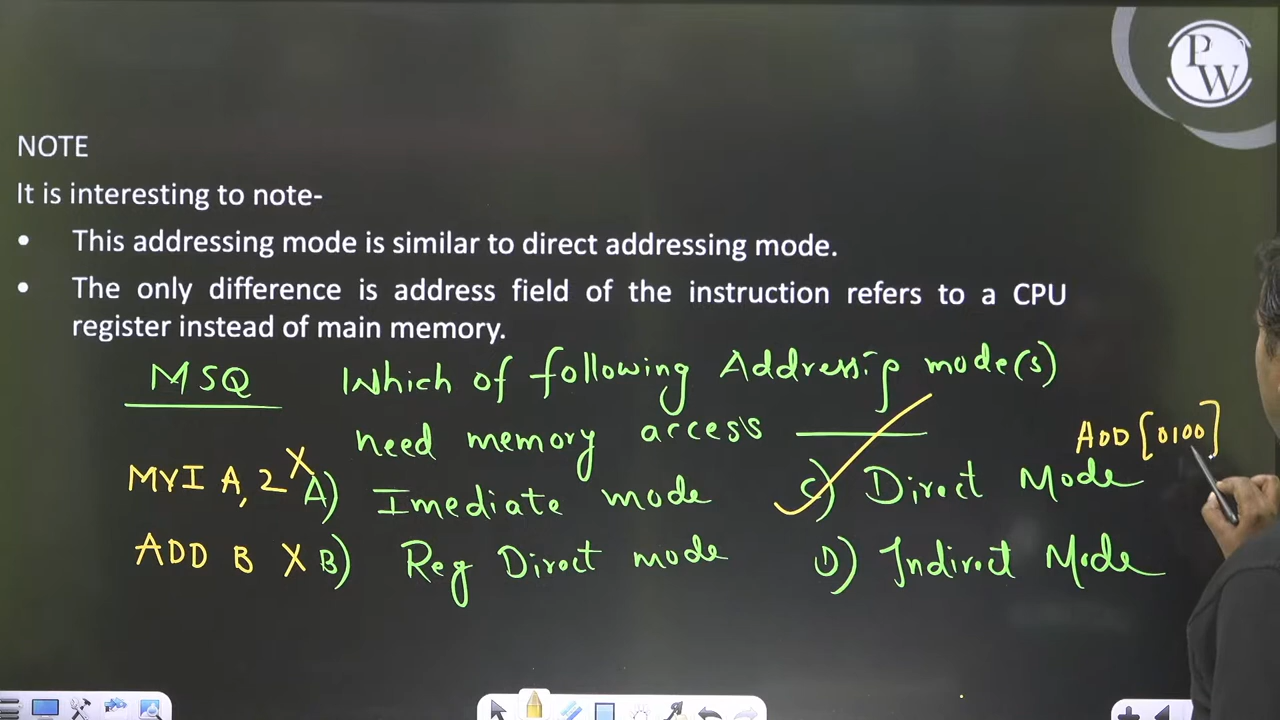 PW
NOTE
It is interesting to note-
• This addressing mode is similar to direct addressing mode.
• The only difference is address field of the instruction refers to a CPU
register instead of main memory.
MSQ Which of following Addressip mode(s)
need memory access
ADD [0100]
MVI A, 2 X A) Imediate mode
C) Direct Mode
ADD B X B) Reg Direct mode
D) Indirect Mode